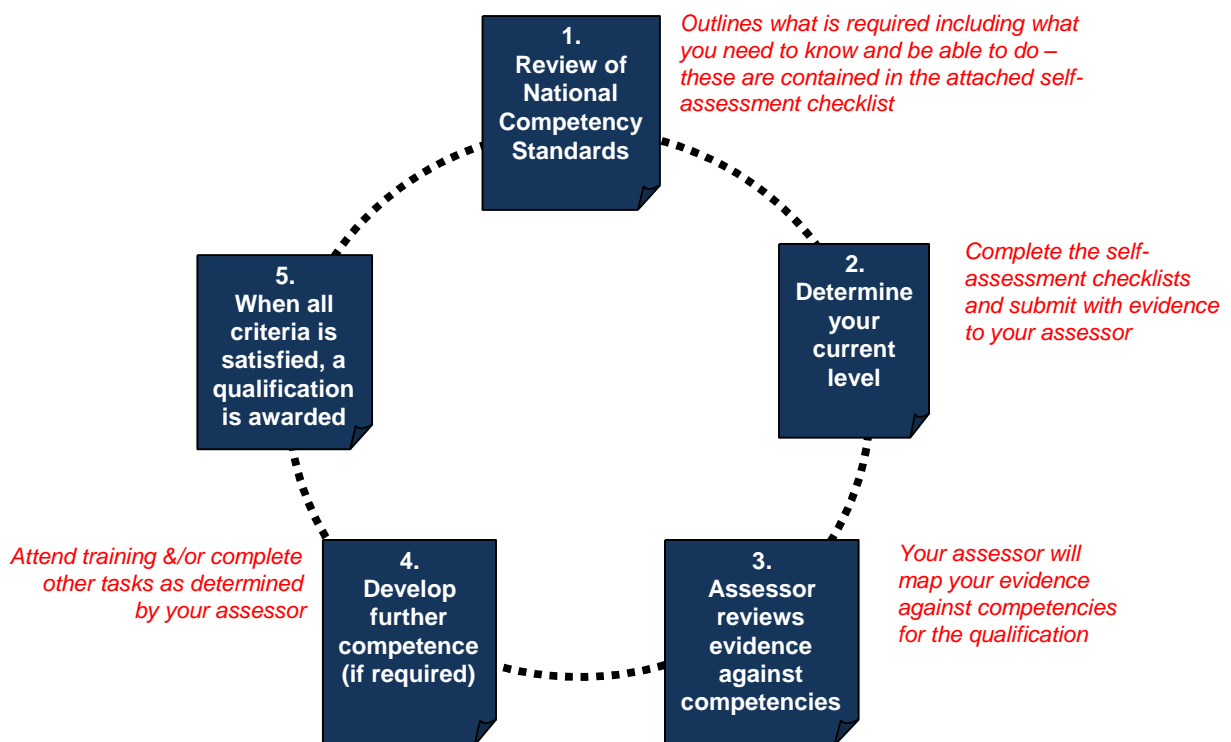 1.
Review of
National
Competency
Standards
Outlines what is required including what
you need to know and be able to do –
these are contained in the attached self-
assessment checklist
2.
Determine
your
current
level
Complete the self-
assessment checklists
and submit with evidence
to your assessor
3.
Assessor
reviews
evidence
against
competencies
Your assessor will
map your evidence
against competencies
for the qualification
4.
Develop
further
competence
(if required)
Attend training &/or complete
other tasks as determined
by your assessor
5.
When all
criteria is
satisfied, a
qualification
is awarded